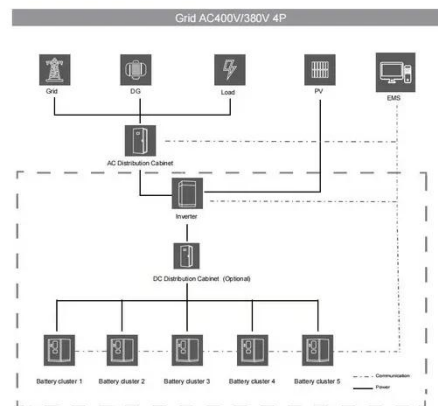 Grid AC400V/380V 4P
Grid
DG
Load
PV
EMS
AC Distribution Cabinet
Inverter
DC Distribution Cabinet (Optional)
Battery cluster 1
Battery cluster 2
Battery cluster 3
Battery cluster 4
Battery cluster 5
Communication
Power